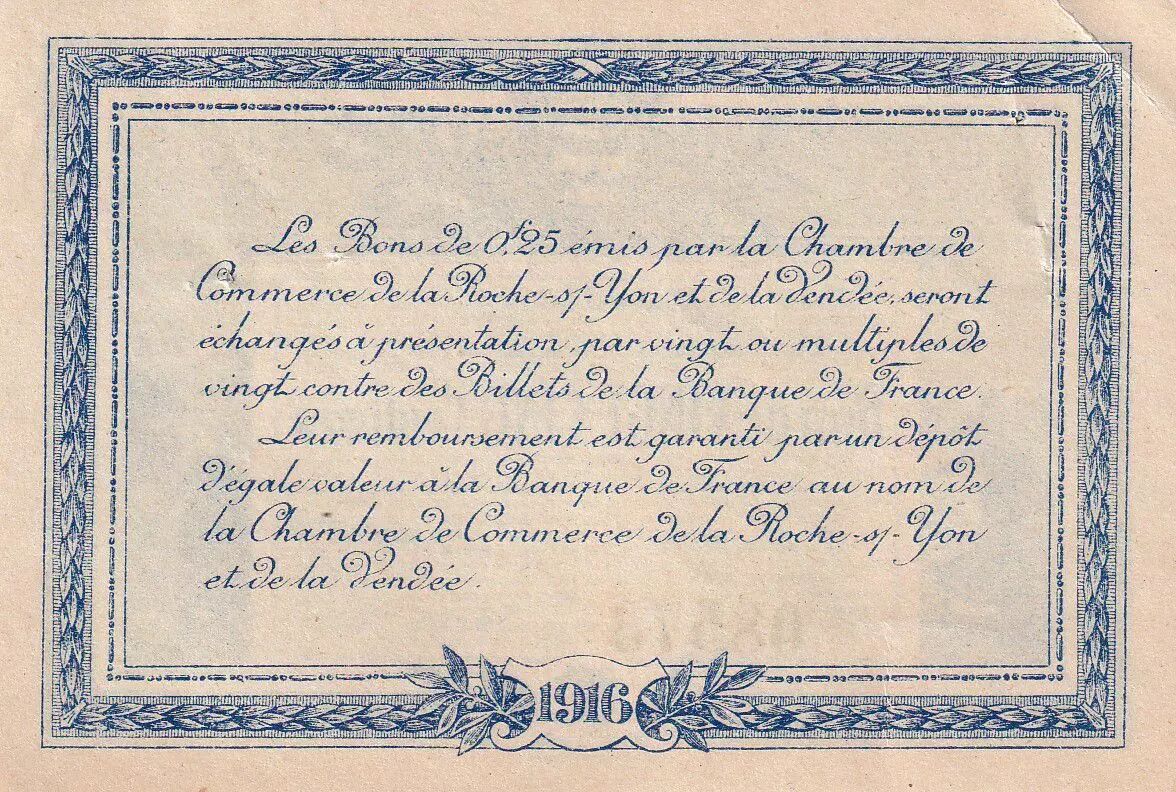 Les Bons de 0f,25 émis par la Chambre de
Commerce de la Roche-s/-Yon et de la Vendée, seront
échangés à présentation, par vingt ou multiples de
vingt contre des Billets de la Banque de France.
Leur remboursement est garanti par un dépôt
d'égale valeur à la Banque de France au nom de
la Chambre de Commerce de la Roche-s/-Yon
et de la Vendée.
1916